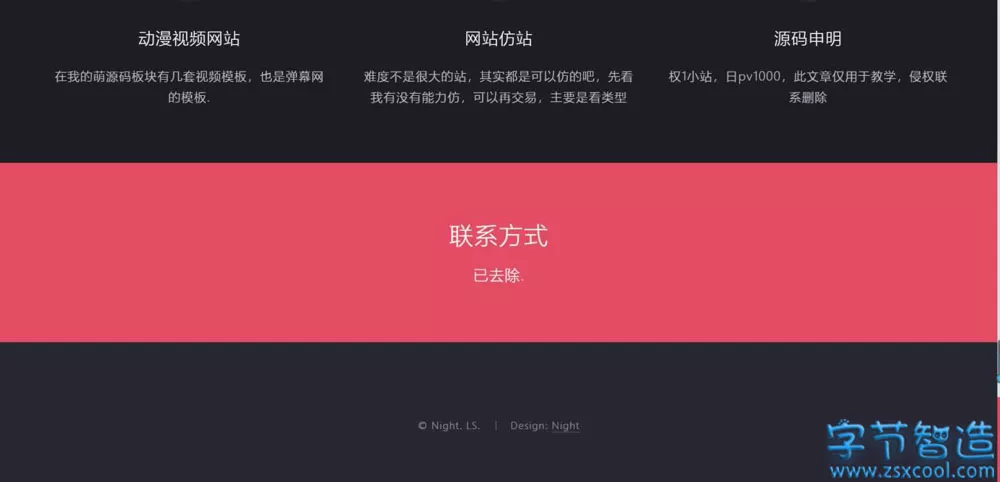 动漫视频网站
在我的萌源码板块有几套视频模板，也是弹幕网
的模板.
网站仿站
难度不是很大的站，其实都是可以仿的吧，先看
我有没有能力仿，可以再交易，主要是看类型
源码申明
权1小站，日pv1000，此文章仅用于教学，侵权联
系删除
联系方式
已去除.
© Night. LS. | Design: Night
字节智造
www.zsxcool.com